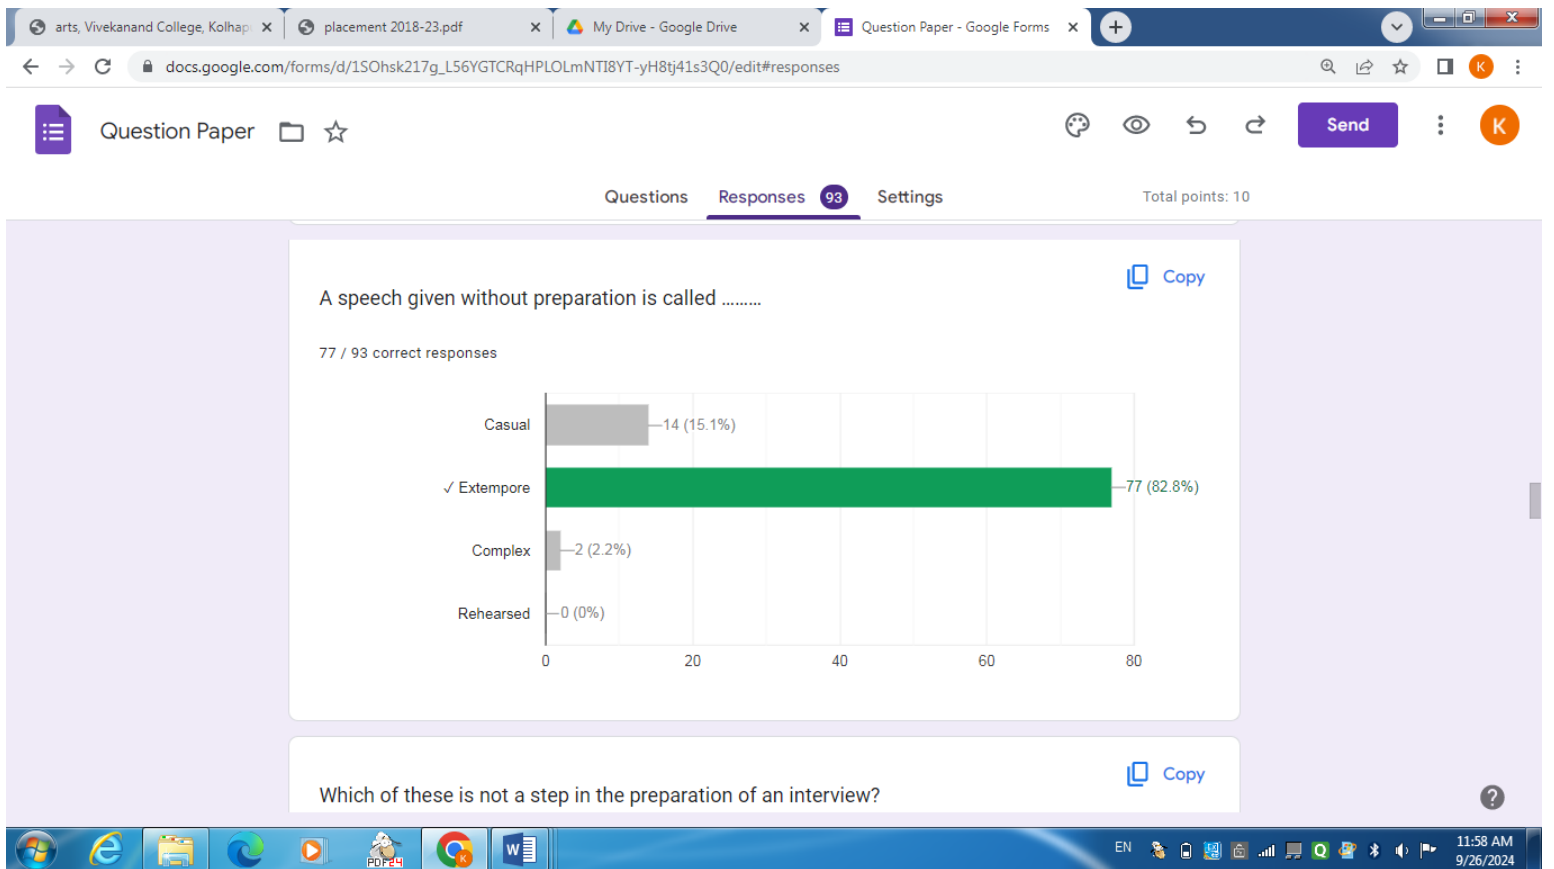 arts, Vivekanand College, Kolhap
placement 2018-23.pdf
My Drive - Google Drive
Question Paper - Google Forms
docs.google.com/forms/d/1SOhsk217g_L56YGTCRqHPLOLmNTI8YT-yH8tj41s3Q0/edit#responses
K
Question Paper
Send
K
Questions
Responses 93
Settings
Total points: 10
Copy
A speech given without preparation is called .........
77 / 93 correct responses
Casual
14 (15.1%)
✓ Extempore
77 (82.8%)
Complex
2 (2.2%)
Rehearsed
0 (0%)
0 20 40 60 80
Copy
Which of these is not a step in the preparation of an interview?
PDF24
K
W
EN
Q
11:58 AM
9/26/2024